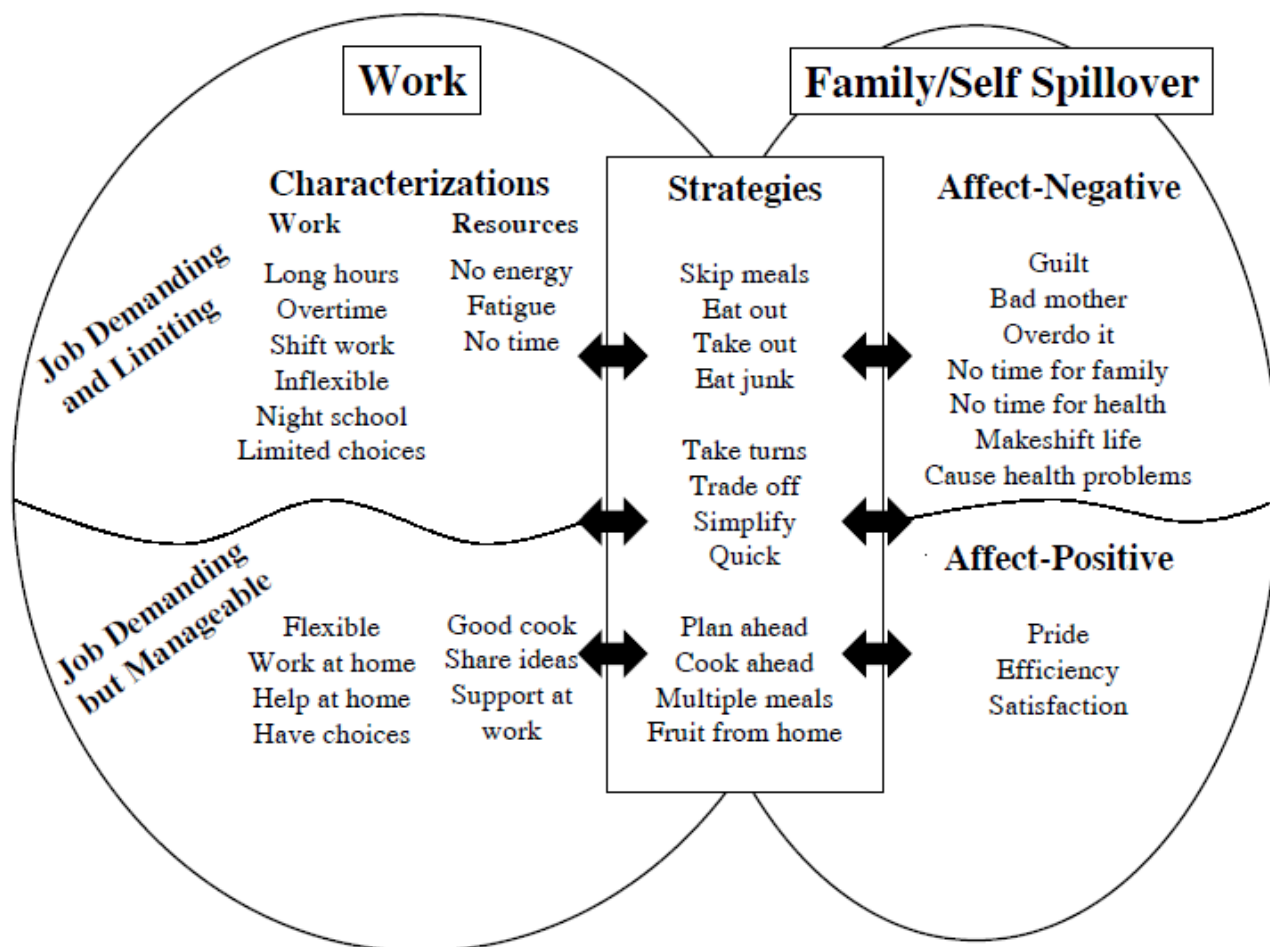 Work
Family/Self Spillover
Characterizations
Work
Resources
Job Demanding
and Limiting
Long hours
Overtime
Shift work
Inflexible
Night school
Limited choices
No energy
Fatigue
No time
Job Demanding
but Manageable
Flexible
Work at home
Help at home
Have choices
Good cook
Share ideas
Support at
work
Strategies
Skip meals
Eat out
Take out
Eat junk
Take turns
Trade off
Simplify
Quick
Plan ahead
Cook ahead
Multiple meals
Fruit from home
Affect-Negative
Guilt
Bad mother
Overdo it
No time for family
No time for health
Makeshift life
Cause health problems
Affect-Positive
Pride
Efficiency
Satisfaction